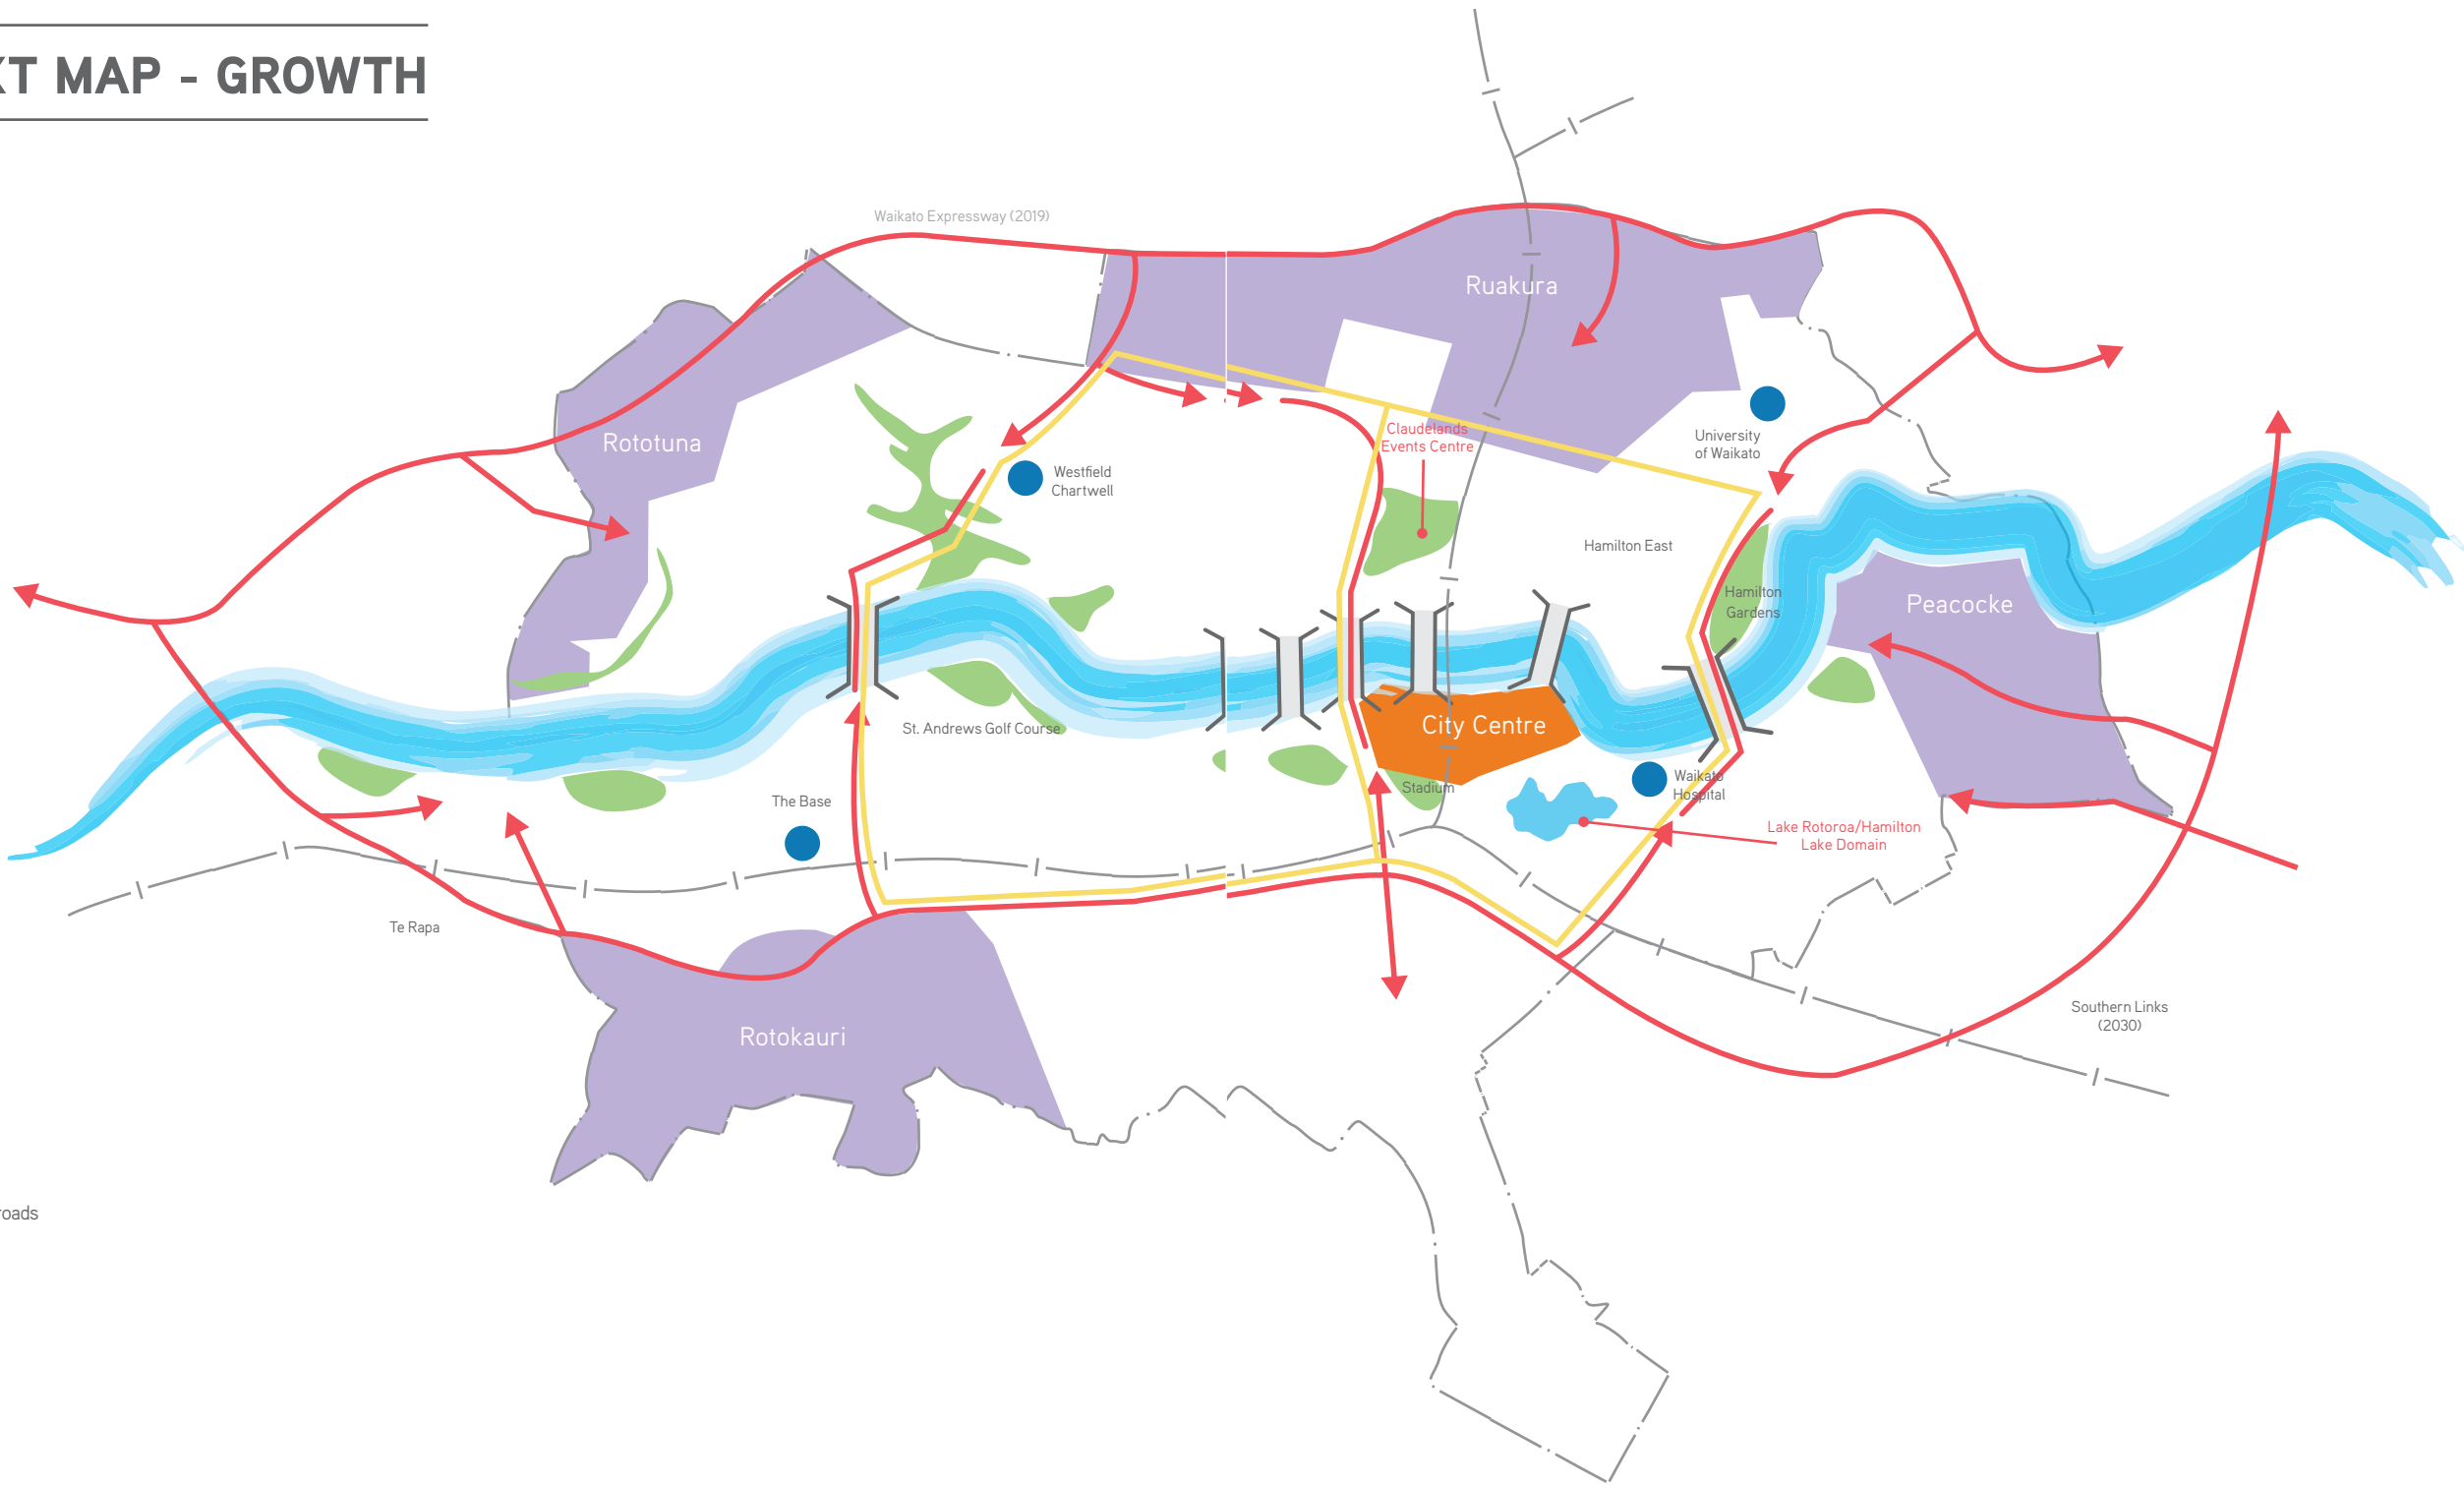 XT MAP - GROWTH
Waikato Expressway (2019)
Ruakura
Rototuna
Claudelands
Events Centre
University
of Waikato
Westfield
Chartwell
Hamilton East
Hamilton
Gardens
Peacocke
St. Andrews Golf Course
City Centre
Stadium
Waikato
Hospital
The Base
Lake Rotoroa/Hamilton
Lake Domain
Te Rapa
Rotokauri
Southern Links
(2030)
roads